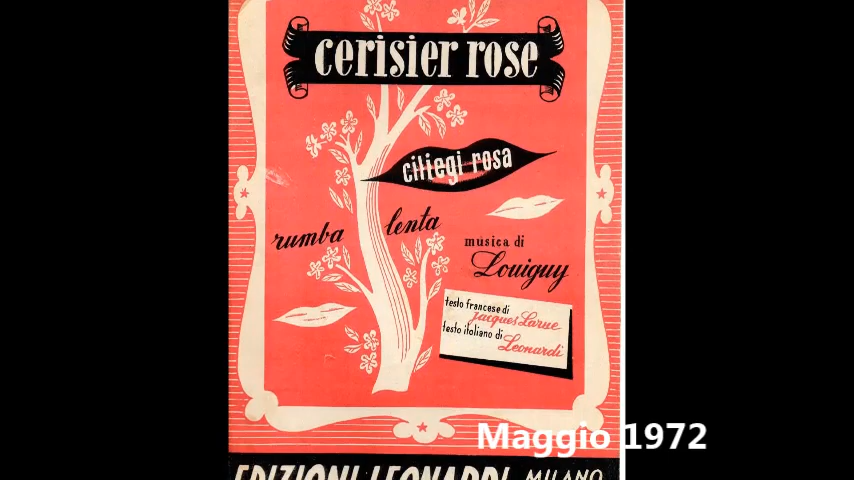 cerisier rose
ciliegi rosa
rumba lenta
musica di
Louiguy
testo francese di
Jacques Larue
testo italiano di
Leonardi
Maggio 1972
EDIZIONI LEONARDI - MILANO